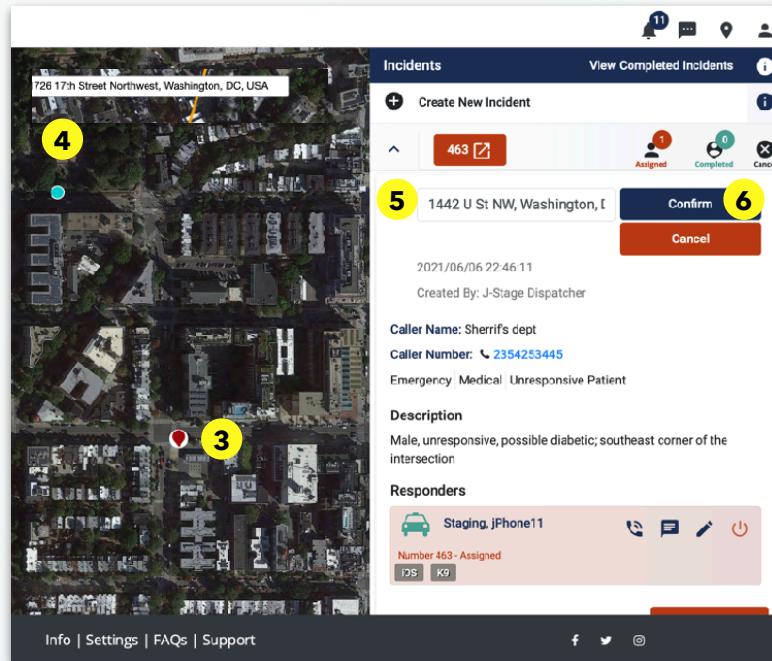 11
726 17th Street Northwest, Washington, DC, USA
4
3
Incidents View Completed Incidents
Create New Incident
463
1
Assigned
0
Completed
Cance
5
1442 U St NW, Washington, D
Confirm
6
Cancel
2021/06/06 22:46:11
Created By: J-Stage Dispatcher
Caller Name: Sherrif's dept
Caller Number: 2354253445
Emergency Medical Unresponsive Patient
Description
Male, unresponsive, possible diabetic; southeast corner of the
intersection
Responders
Staging, jPhone11
Number 463 - Assigned
iOS K9
Info | Settings | FAQs | Support